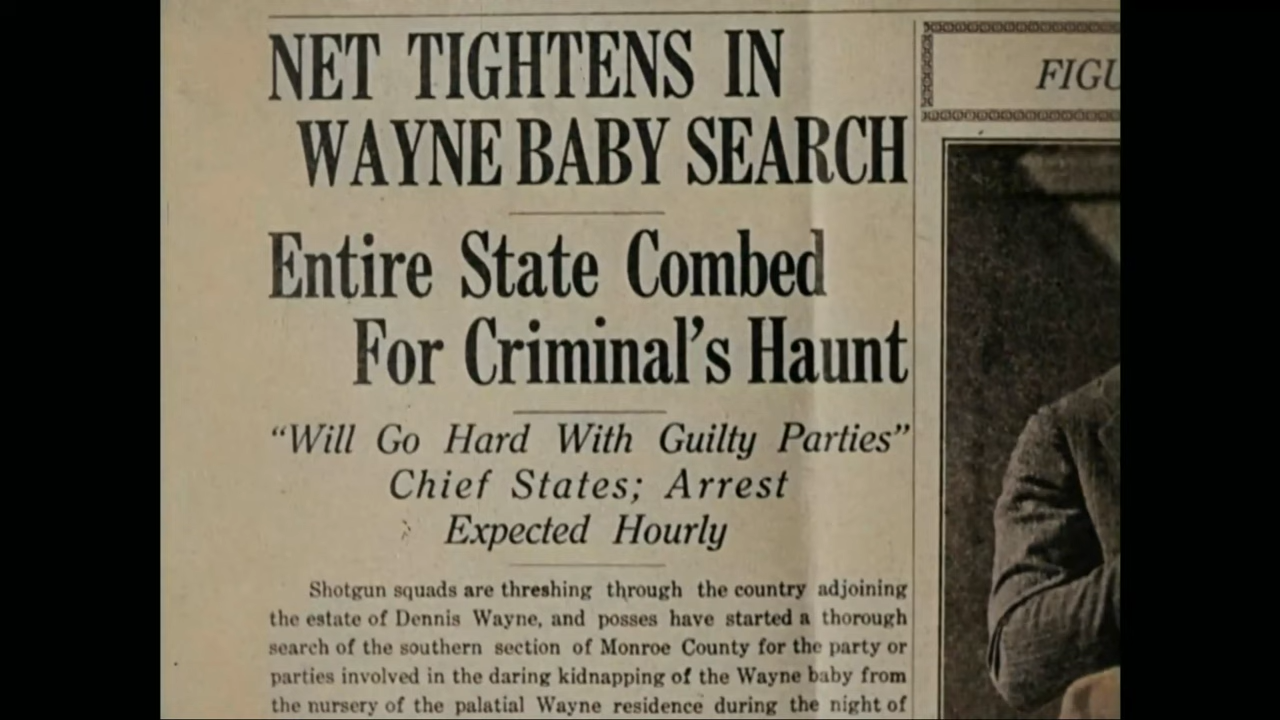 NET TIGHTENS IN
WAYNE BABY SEARCH
Entire State Combed
For Criminal's Haunt
"Will Go Hard With Guilty Parties"
Chief States; Arrest
Expected Hourly
Shotgun squads are threshing through the country adjoining
the estate of Dennis Wayne, and posses have started a thorough
search of the southern section of Monroe County for the party or
parties involved in the daring kidnapping of the Wayne baby from
the nursery of the palatial Wayne residence during the night of
FIGU